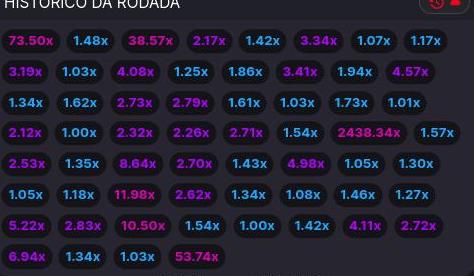 HISTÓRICO DA RODADA
73.50x 1.48x 38.57x 2.17x 1.42x 3.34x 1.07x 1.17x
3.19x 1.03x 4.08x 1.25x 1.86x 3.41x 1.94x 4.57x
1.34x 1.62x 2.73x 2.79x 1.61x 1.03x 1.73x 1.01x
2.12x 1.00x 2.32x 2.26x 2.71x 1.54x 2438.34x 1.57x
2.53x 1.35x 8.64x 2.70x 1.43x 4.98x 1.05x 1.30x
1.05x 1.18x 11.98x 2.62x 1.34x 1.08x 1.46x 1.27x
5.22x 2.83x 10.50x 1.54x 1.00x 1.42x 4.11x 2.72x
6.94x 1.34x 1.03x 53.74x